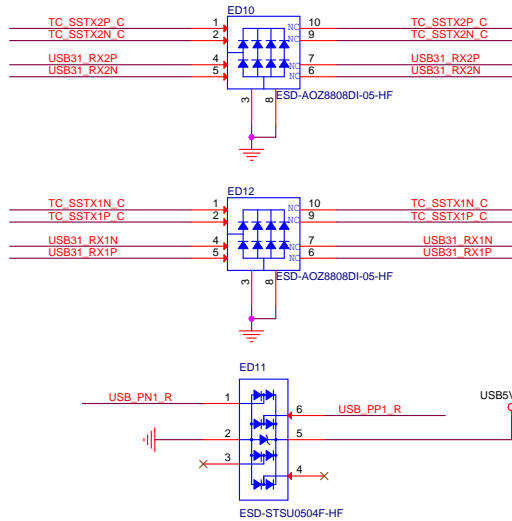 ED10
TC_SSTX2P_C 1 NC 10 TC_SSTX2P_C
TC_SSTX2N_C 2 NC 9 TC_SSTX2N_C
USB31_RX2P 4 NC 7 USB31_RX2P
USB31_RX2N 5 NC 6 USB31_RX2N
ESD-AOZ8808DI-05-HF
3 8
ED12
TC_SSTX1N_C 1 NC 10 TC_SSTX1N_C
TC_SSTX1P_C 2 NC 9 TC_SSTX1P_C
USB31_RX1N 4 NC 7 USB31_RX1N
USB31_RX1P 5 NC 6 USB31_RX1P
ESD-AOZ8808DI-05-HF
3 8
ED11
USB_PN1_R 1
6 USB_PP1_R
USB5V
2 5
3 4
ESD-STSU0504F-HF